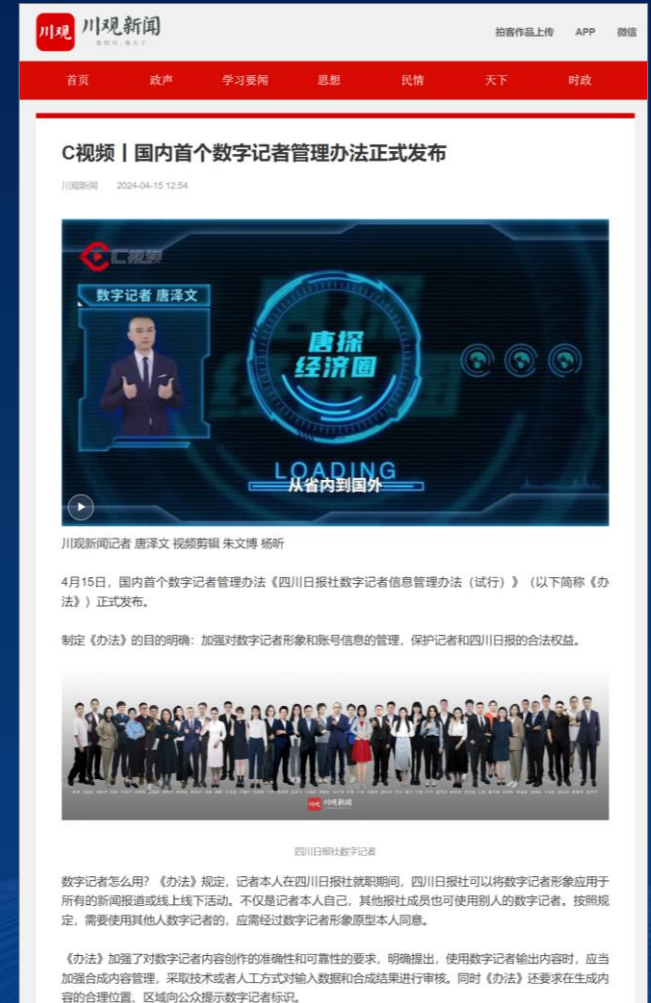 川观 川观新闻
拍客作品上传 APP 微信
首页 政声 学习要闻 思想 民情 天下 时政
C视频丨国内首个数字记者管理办法正式发布
川观新闻 2024-04-15 12:54
C视频
数字记者 唐泽文
唐探
经济圈
LOADING
从省内到国外
川观新闻记者 唐泽文 视频剪辑 朱文博 杨昕
4月15日，国内首个数字记者管理办法《四川日报社数字记者信息管理办法（试行）》（以下简称《办
法》）正式发布。
制定《办法》的目的明确：加强对数字记者形象和账号信息的管理，保护记者和四川日报的合法权益。
川观 川观新闻
四川日报社数字记者
数字记者怎么用？《办法》规定，记者本人在四川日报社就职期间，四川日报社可以将数字记者形象应用于
所有的新闻报道或线上线下活动。不仅是记者本人自己，其他报社成员也可使用别人的数字记者。按照规
定，需要使用其他人数字记者的，应需经过数字记者形象原型本人同意。
《办法》加强了对数字记者内容创作的准确性和可靠性的要求，明确提出，使用数字记者输出内容时，应当
加强合成内容管理，采取技术或者人工方式对输入数据和合成结果进行审核。同时《办法》还要求在生成内
容的合理位置、区域向公众提示数字记者标识。